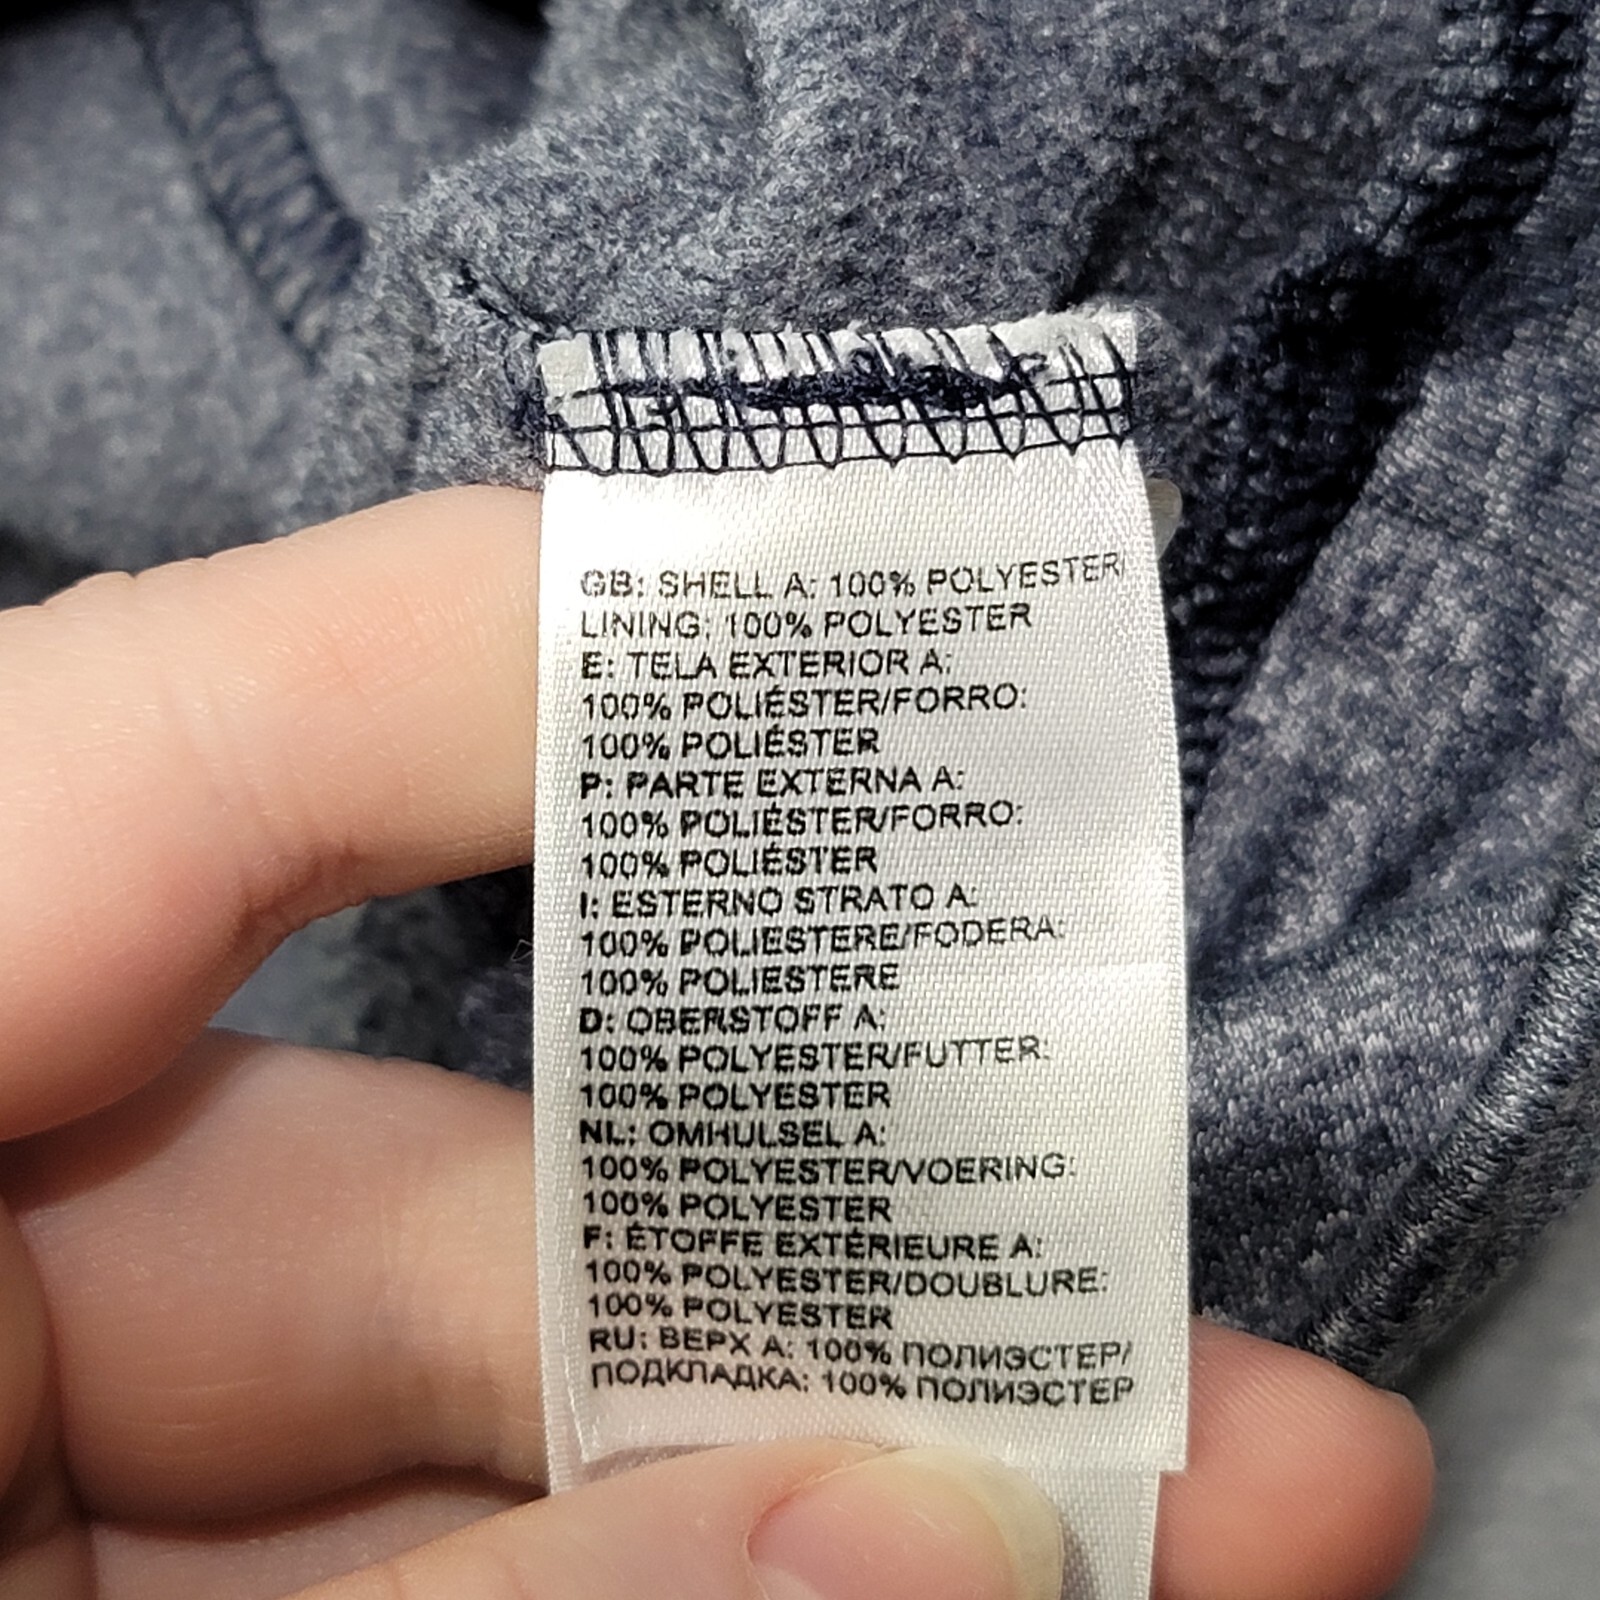 GB: SHELL A: 100% POLYESTER/
LINING: 100% POLYESTER
E: TELA EXTERIOR A:
100% POLIÉSTER/FORRO:
100% POLIÉSTER
P: PARTE EXTERNA A:
100% POLIÉSTER/FORRO:
100% POLIÉSTER
I: ESTERNO STRATO A:
100% POLIESTERE/FODERA:
100% POLIESTERE
D: OBERSTOFF A:
100% POLYESTER/FUTTER:
100% POLYESTER
NL: OMHULSEL A:
100% POLYESTER/VOERING:
100% POLYESTER
F: ÉTOFFE EXTÉRIEURE A:
100% POLYESTER/DOUBLURE:
100% POLYESTER
RU: ВЕРХ А: 100% ПОЛИЭСТЕР/
ПОДКЛАДКА: 100% ПОЛИЭСТЕР